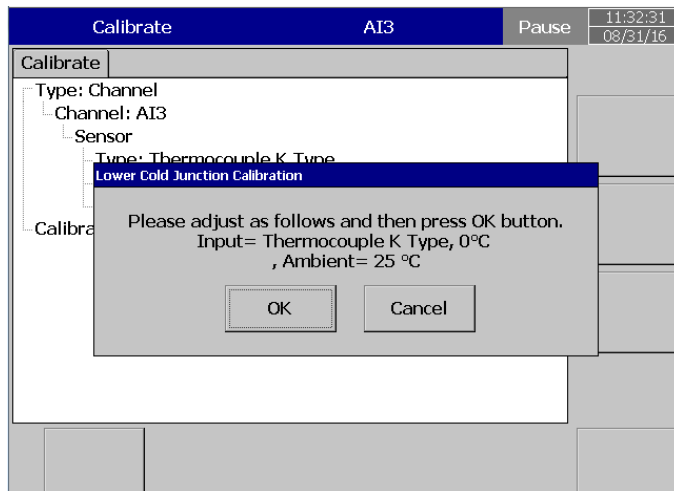 Calibrate AI3 Pause 11:32:31
08/31/16
Calibrate
Type: Channel
Channel: AI3
Sensor
Type: Thermocouple K Type
Lower Cold Junction Calibration
Calibra
Please adjust as follows and then press OK button.
Input= Thermocouple K Type, 0°C
, Ambient= 25 °C
OK Cancel